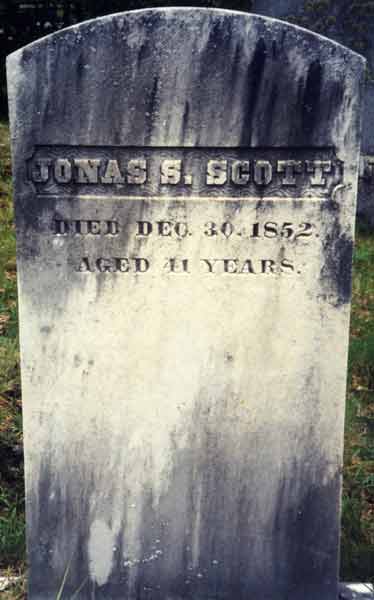 JONAS S. SCOTT
DIED DEC. 30. 1852.
AGED 41 YEARS.